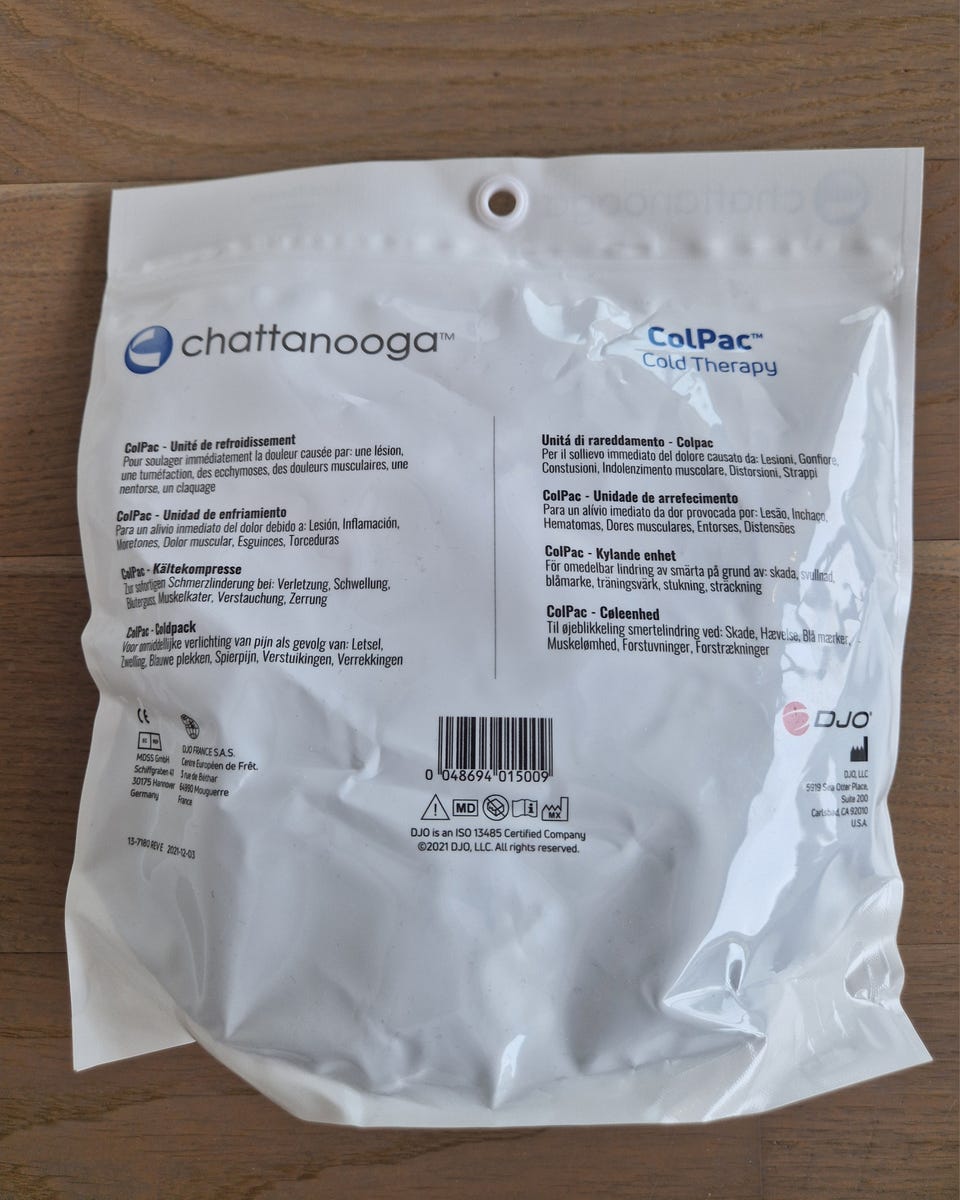 chattanooga™
ColPac™
Cold Therapy
ColPac - Unité de refroidissement
Pour soulager immédiatement la douleur causée par: une lésion,
une tuméfaction, des ecchymoses, des douleurs musculaires, une
nentorse, un claquage
ColPac - Unidad de enfriamiento
Para un alivio inmediato del dolor debido a: Lesión, Inflamación,
Moretones, Dolor muscular, Esguinces, Torceduras
ColPac - Kältekompresse
Zur sofortigen Schmerzlinderung bei: Verletzung, Schwellung,
Bluterguss, Muskelkater, Verstauchung, Zerrung
ColPac - Coldpack
Voor onmiddellijke verlichting van pijn als gevolg van: Letsel,
Zwelling, Blauwe plekken, Spierpijn, Verstuikingen, Verrekkingen
Unitá di rareddamento - Colpac
Per il sollievo immediato del dolore causato da: Lesioni, Gonfiore,
Constusioni, Indolenzimento muscolare, Distorsioni, Strappi
ColPac - Unidade de arrefecimento
Para um alívio imediato da dor provocada por: Lesão, Inchaço,
Hematomas, Dores musculares, Entorses, Distensões
ColPac - Kylande enhet
För omedelbar lindring av smärta på grund av: skada, svullnad,
blåmärke, träningsvärk, stukning, sträckning
ColPac - Cøleenhed
Til øjeblikkeling smertelindring ved: Skade, Hævelse, Blå mærker,
Muskelømhed, Forstuvninger, Forstrækninger
CE
EC REP
MDSS GmbH
Schiffgraben 41
30175 Hannover
Germany
DJO FRANCE S.A.S.
Centre Européen de Frêt.
3 rue de Béthar
64990 Mouguerre
France
13-7180 REV E 2021-12-03
0 048694 015009
MD
MX
DJO is an ISO 13485 Certified Company
©2021 DJO, LLC. All rights reserved.
DJO®
DJO, LLC
5919 Sea Otter Place,
Suite 200
Carlsbad, CA 92010
U.S.A.
chattanooga